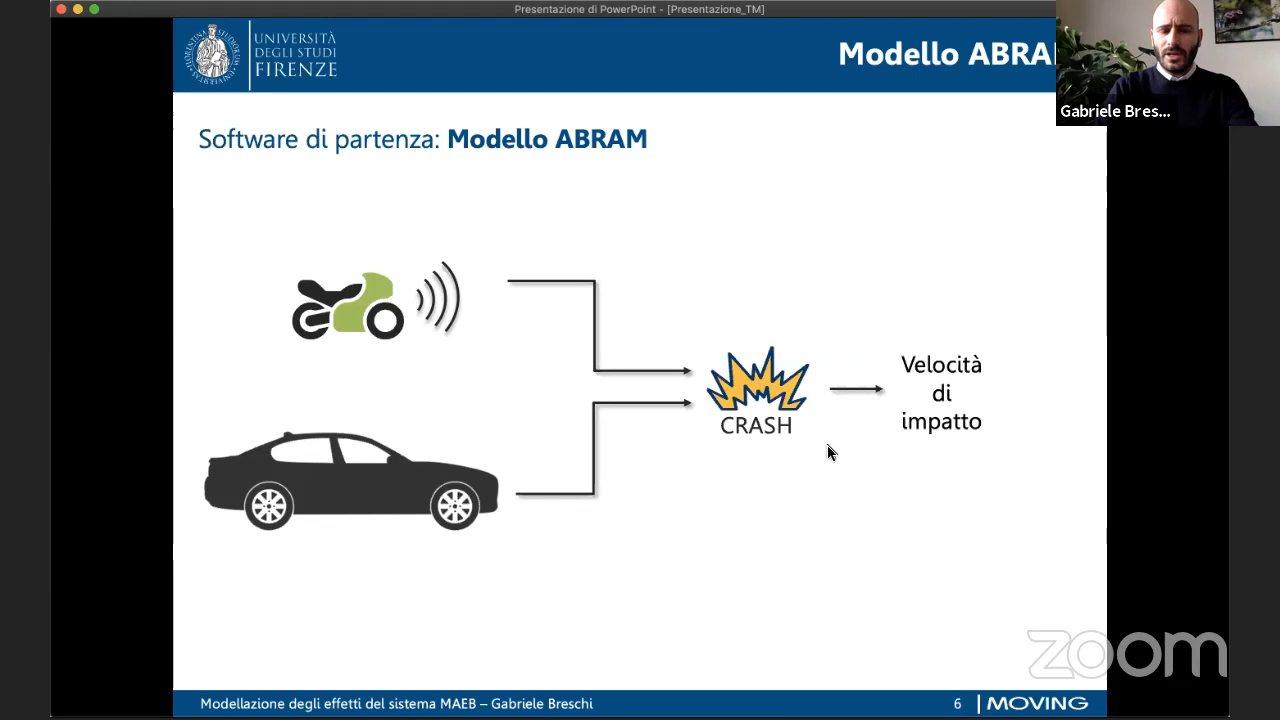 Presentazione di PowerPoint - [Presentazione_TM]
UNIVERSITÀ
DEGLI STUDI
FIRENZE
Modello ABRA
Gabriele Bres...
Software di partenza: Modello ABRAM
CRASH
Velocità
di
impatto
zoom
Modellazione degli effetti del sistema MAEB – Gabriele Breschi
6
MOVING